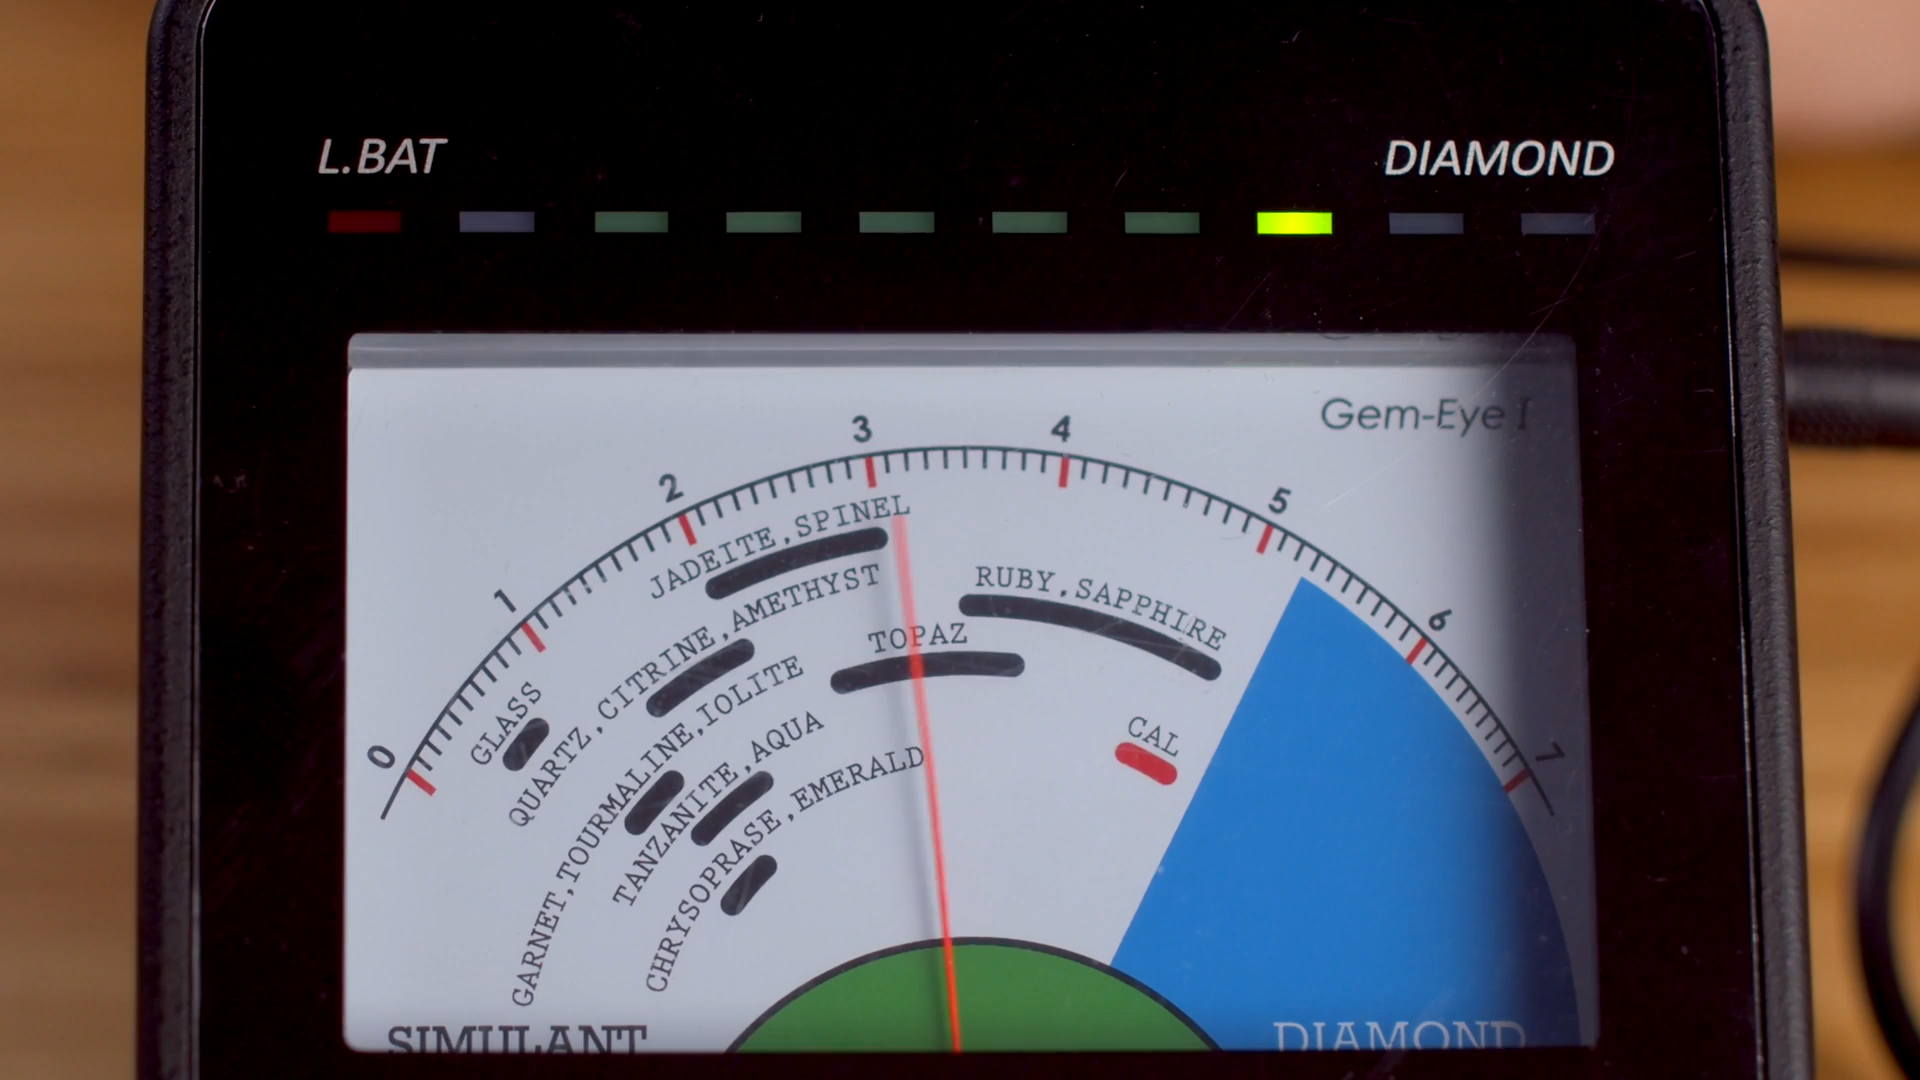 L.BAT
DIAMOND
Gem-Eye I
0
1
2
3
4
5
6
7
JADEITE,SPINEL
RUBY,SAPPHIRE
QUARTZ,CITRINE,AMETHYST
TOPAZ
GLASS
GARNET,TOURMALINE,IOLITE
TANZANITE,AQUA
CAL
CHRYSOPRASE,EMERALD
SIMULANT
DIAMOND